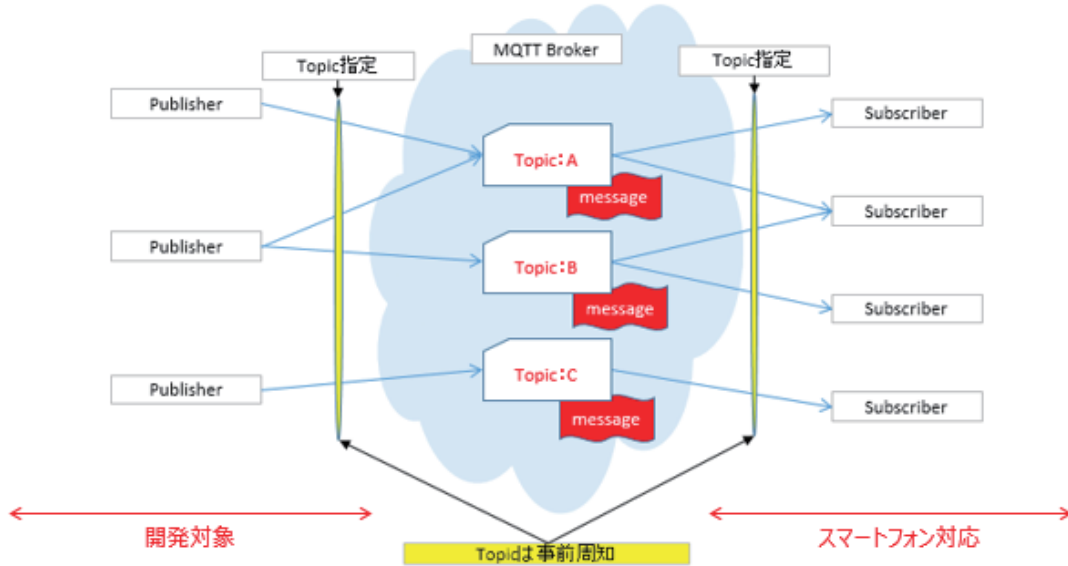 MQTT Broker
Topic指定
Topic指定
Publisher
Subscriber
Topic:A
message
Subscriber
Publisher
Topic:B
message
Subscriber
Topic:C
Publisher
Subscriber
message
開発対象
スマートフォン対応
Topidは事前周知